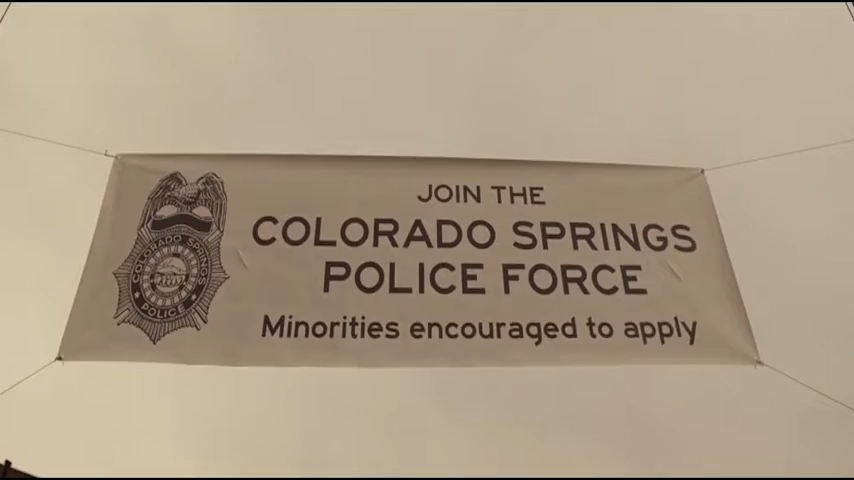 JOIN THE
COLORADO SPRINGS
POLICE FORCE
Minorities encouraged to apply
COLORADO SPRINGS
POLICE